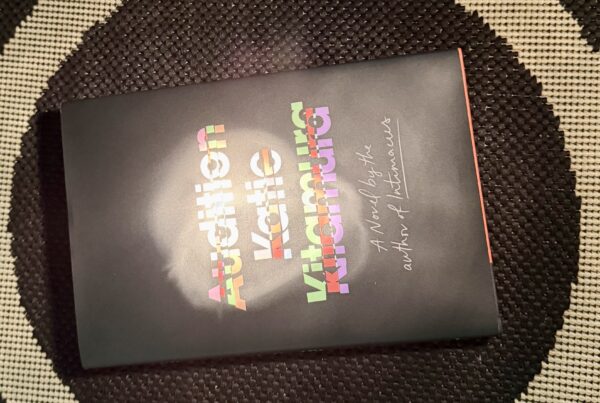 Audition
Katie
Kitamura
A Novel by the
author of Intimacies